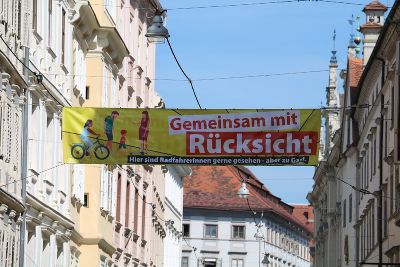 Gemeinsam mit
Rücksicht
Hier sind RadfahrerInnen gerne gesehen - aber zu Gast.